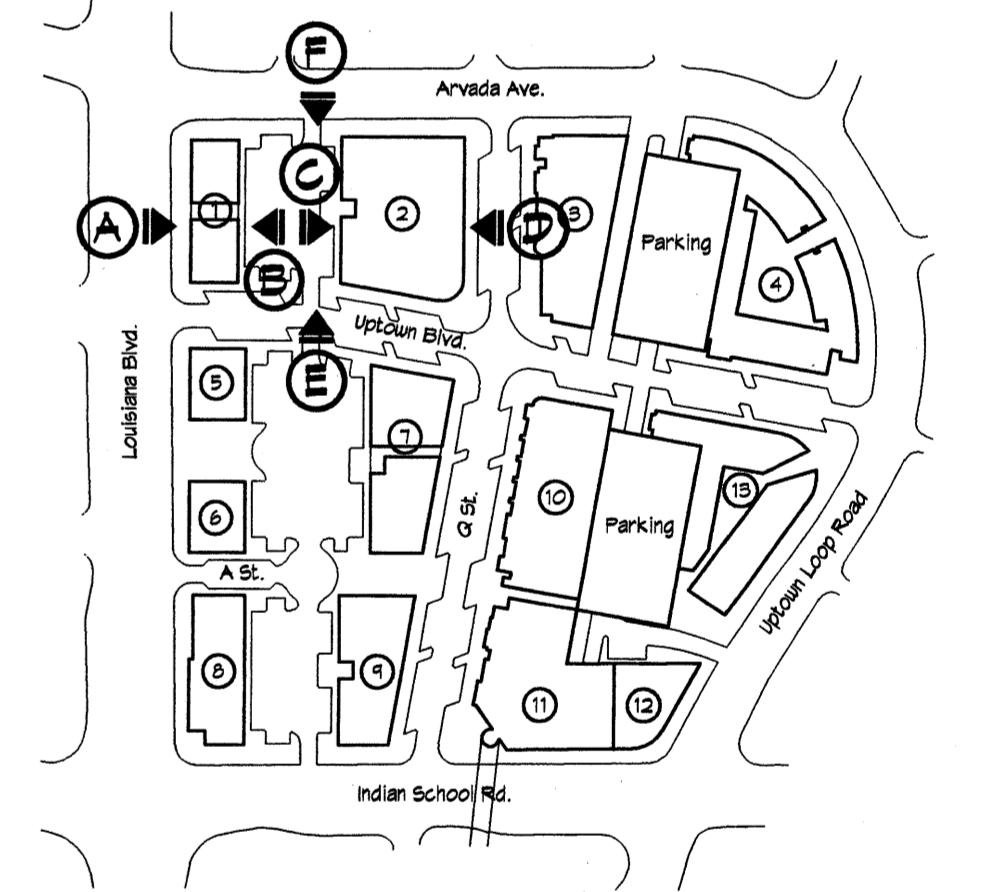 F
Arvada Ave.
C
1
2
3
A
D
Parking
B
4
Uptown Blvd.
Louisiana Blvd.
E
5
7
6
10
13
Q St.
Parking
A St.
Uptown Loop Road
8
9
11
12
Indian School Rd.